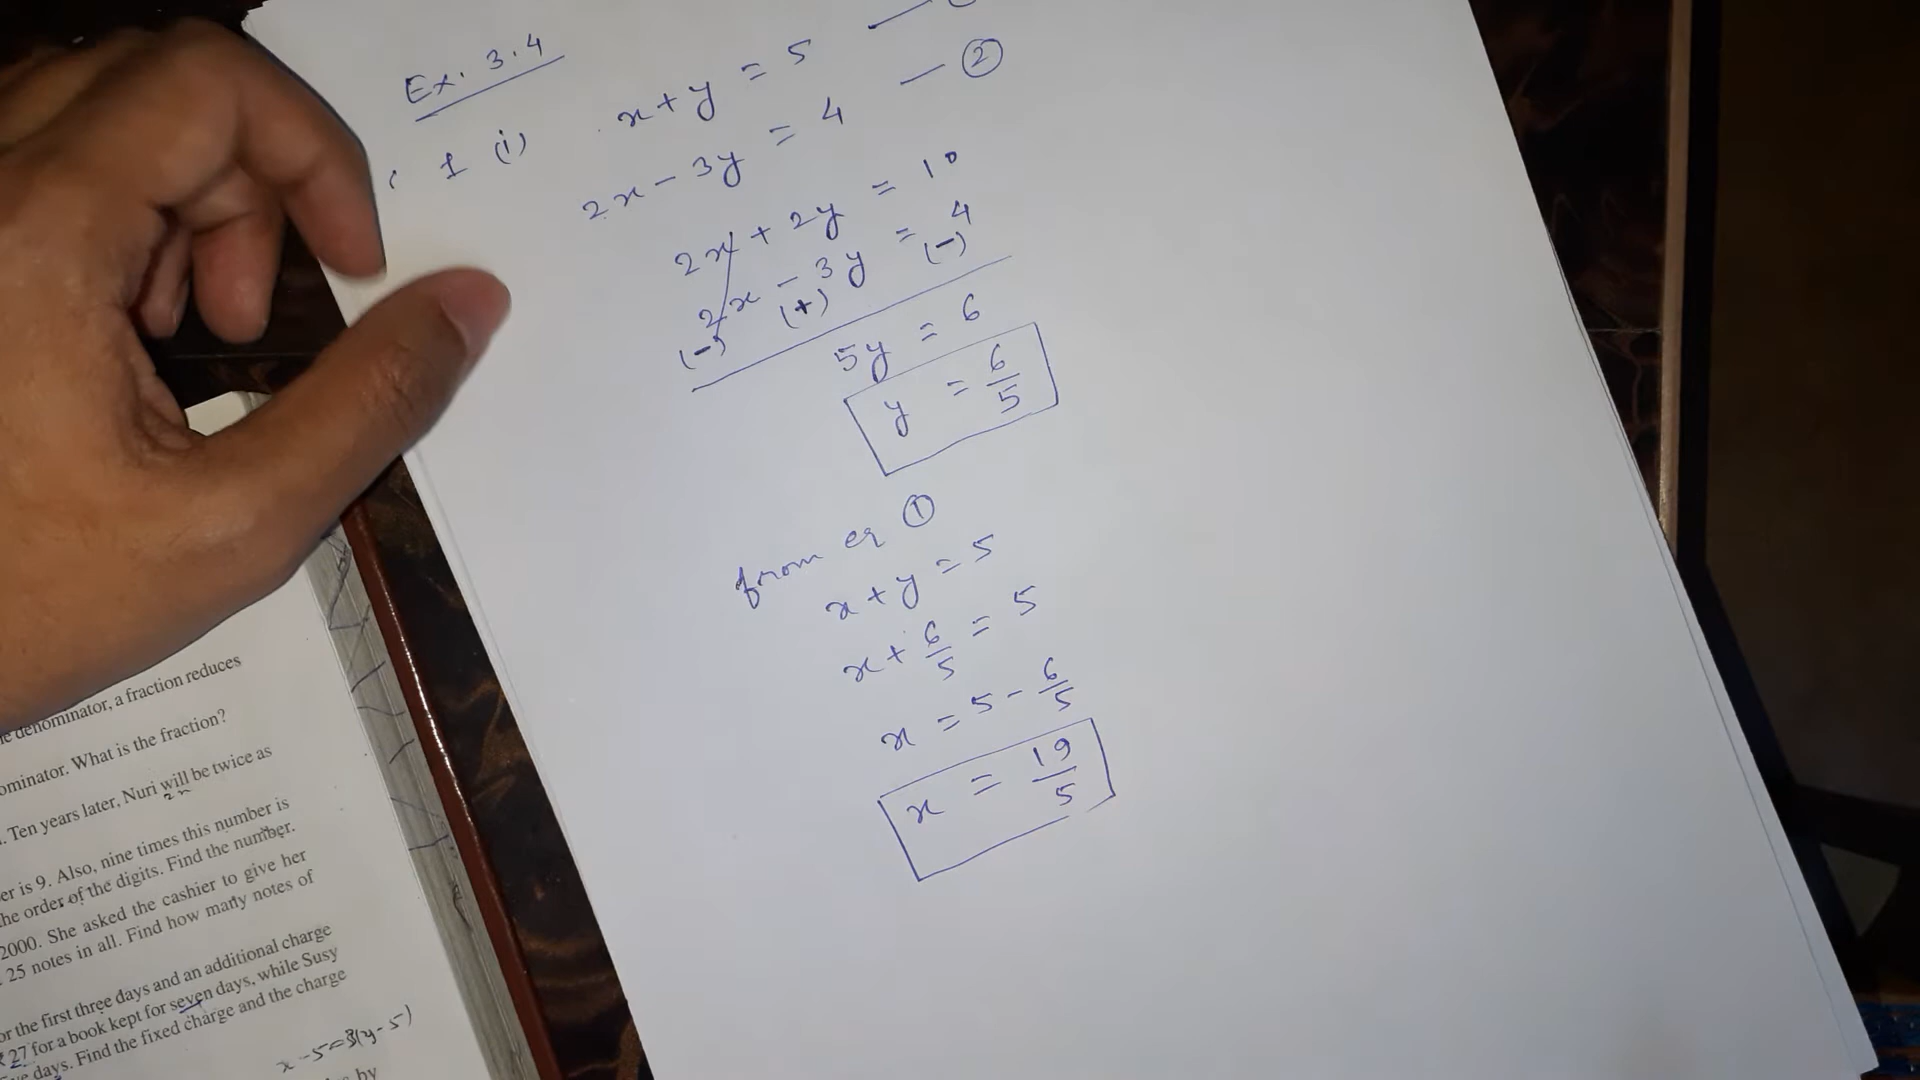 Ex. 3.4
1 (i) x + y = 5 —
2x - 3y = 4 — ②
2x + 2y = 10
2x - 3y = 4
(-) (+) (-)
5y = 6
y = 6/5
from eq ①
x + y = 5
x + 6/5 = 5
x = 5 - 6/5
x = 19/5
denominator, a fraction reduces
ominator. What is the fraction?
. Ten years later, Nuri will be twice as
2x
er is 9. Also, nine times this number is
he order of the digits. Find the number.
2000. She asked the cashier to give her
25 notes in all. Find how many notes of
or the first three days and an additional charge
₹27 for a book kept for seven days, while Susy
days. Find the fixed charge and the charge
x - 5 = 3(y - 5)
by